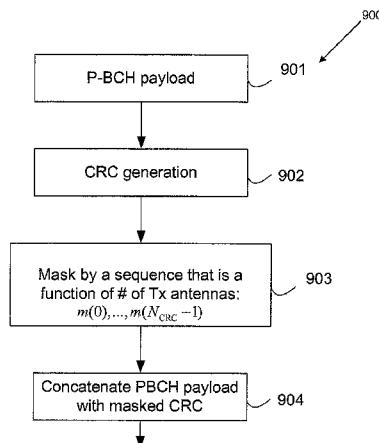 900
P-BCH payload
901
CRC generation
902
Mask by a sequence that is a
function of # of Tx antennas:
m(0),...,m(N_CRC −1)
903
Concatenate PBCH payload
with masked CRC
904